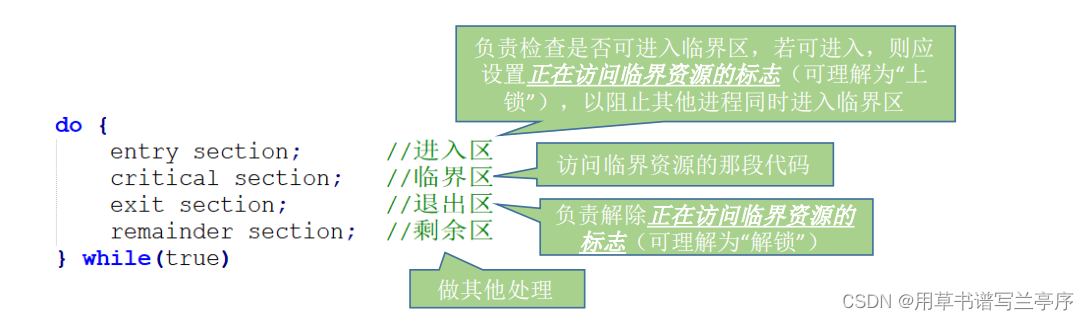 负责检查是否可进入临界区，若可进入，则应
设置正在访问临界资源的标志（可理解为“上
锁”），以阻止其他进程同时进入临界区
do {
entry section; //进入区
critical section; //临界区
exit section; //退出区
remainder section; //剩余区
} while(true)
访问临界资源的那段代码
负责解除正在访问临界资源的
标志（可理解为“解锁”）
做其他处理
CSDN @用草书谱写兰亭序